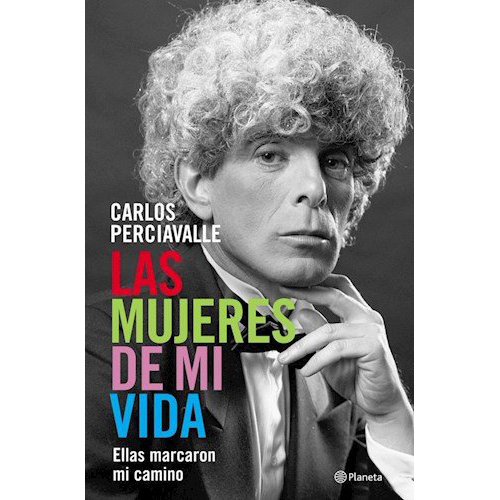 CARLOS
PERCIAVALLE
LAS
MUJERES
DE MI
VIDA
Ellas marcaron
mi camino
Planeta